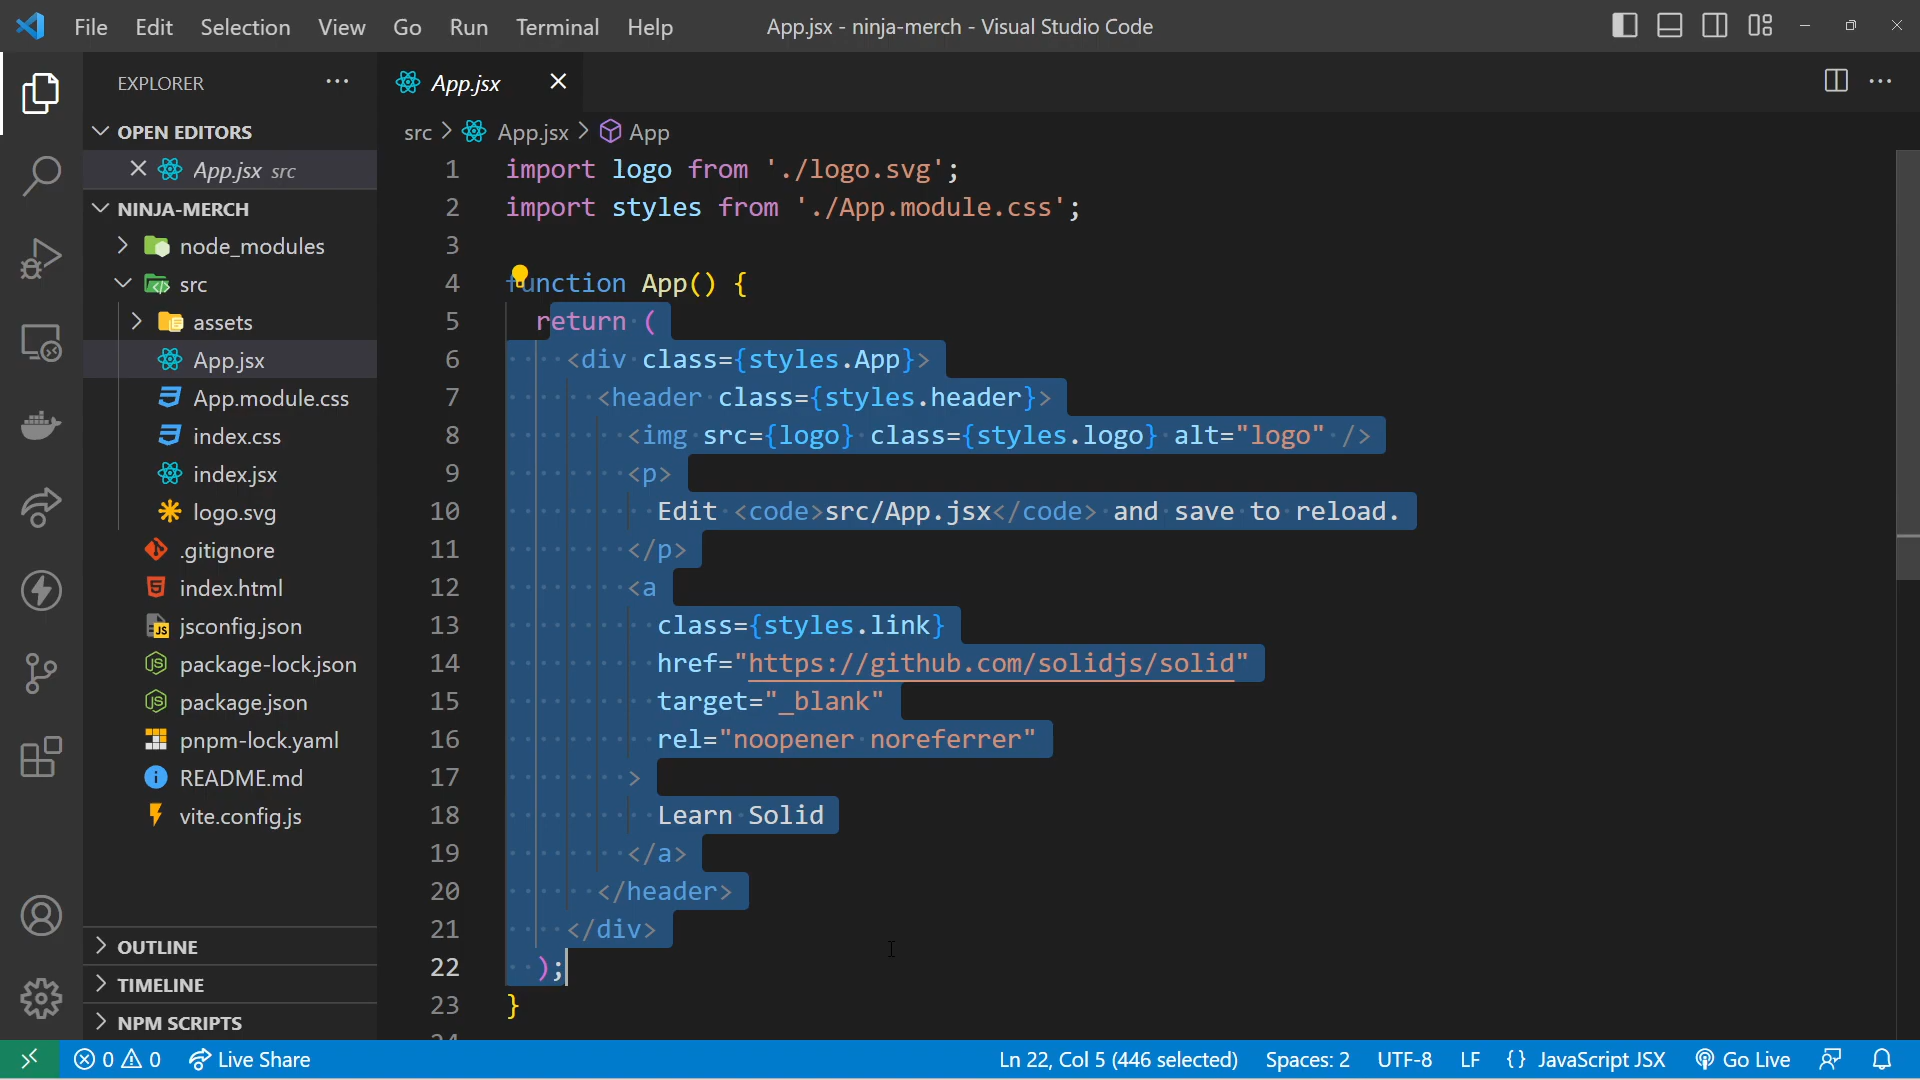 File Edit Selection View Go Run Terminal Help
App.jsx - ninja-merch - Visual Studio Code
EXPLORER
OPEN EDITORS
App.jsx src
NINJA-MERCH
node_modules
src
assets
App.jsx
App.module.css
index.css
index.jsx
logo.svg
.gitignore
index.html
jsconfig.json
package-lock.json
package.json
pnpm-lock.yaml
README.md
vite.config.js
OUTLINE
TIMELINE
NPM SCRIPTS
App.jsx
src > App.jsx > App
1 import logo from './logo.svg';
2 import styles from './App.module.css';
3
4 function App() {
5 return (
6 <div class={styles.App}>
7 <header class={styles.header}>
8 <img src={logo} class={styles.logo} alt="logo" />
9 <p>
10 Edit <code>src/App.jsx</code> and save to reload.
11 </p>
12 <a
13 class={styles.link}
14 href="https://github.com/solidjs/solid"
15 target="_blank"
16 rel="noopener noreferrer"
17 >
18 Learn Solid
19 </a>
20 </header>
21 </div>
22 );
23 }
0 0 Live Share
Ln 22, Col 5 (446 selected) Spaces: 2 UTF-8 LF {} JavaScript JSX Go Live